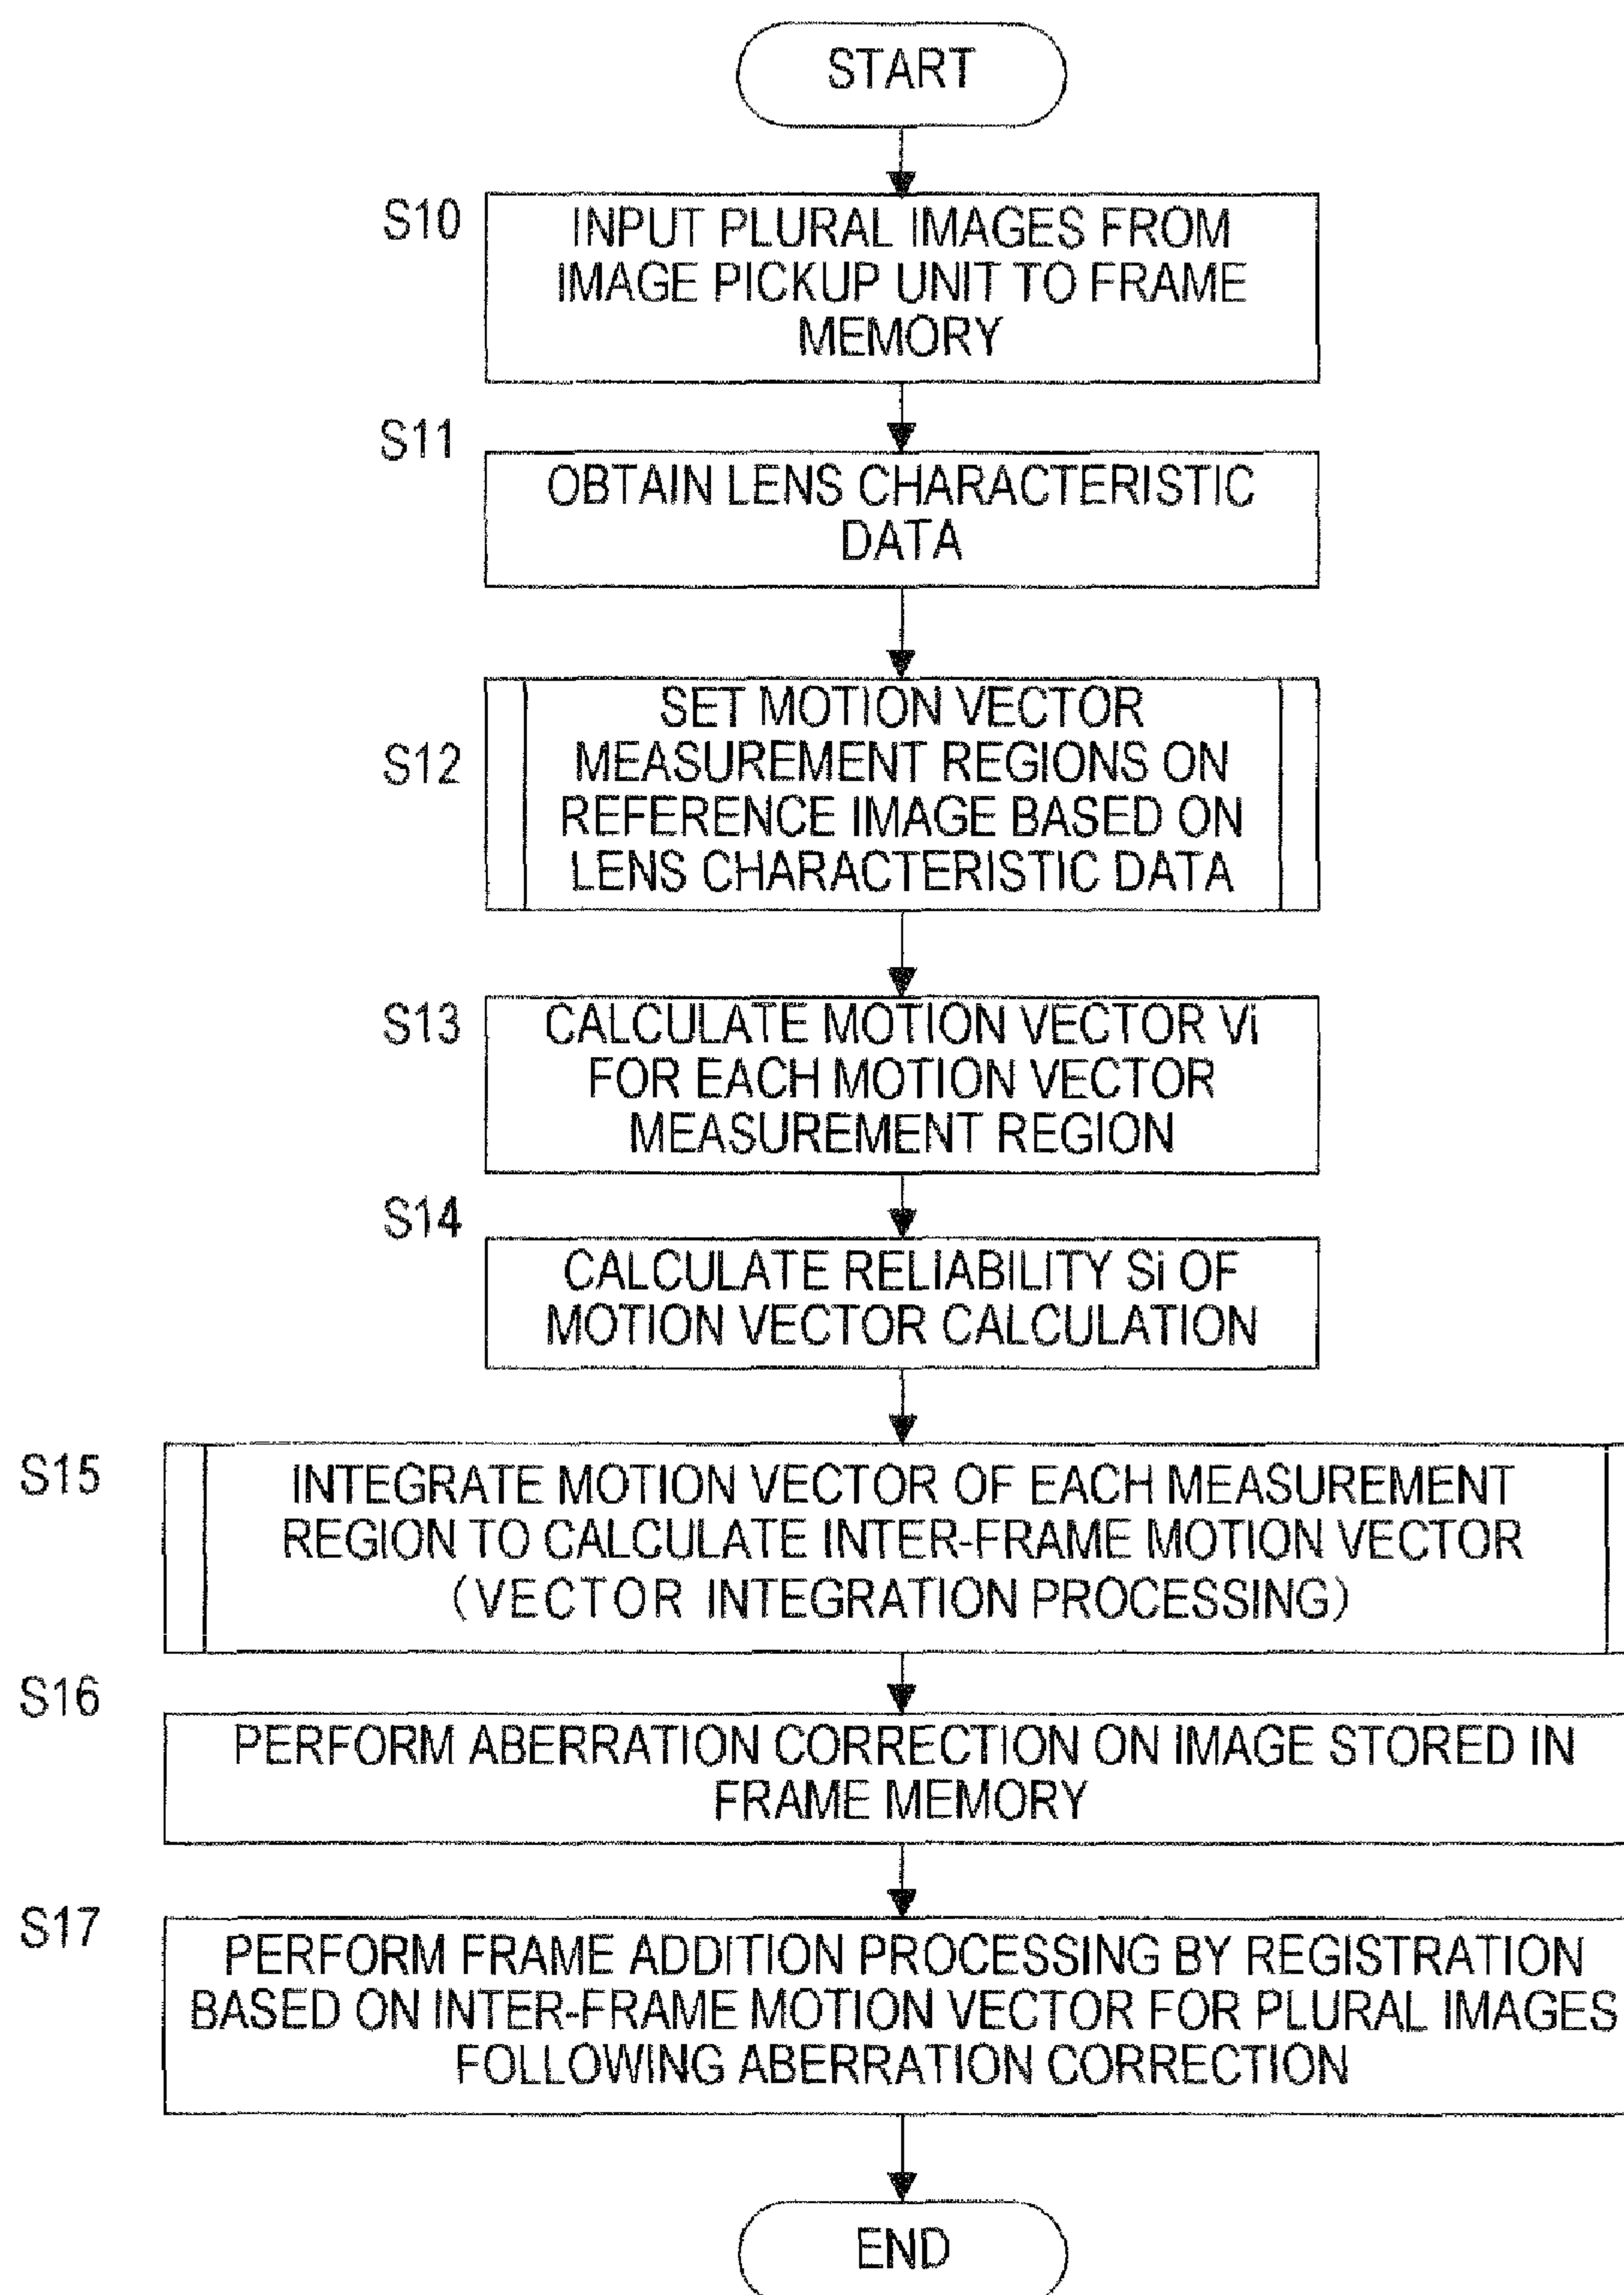 START
S10
INPUT PLURAL IMAGES FROM
IMAGE PICKUP UNIT TO FRAME
MEMORY
S11
OBTAIN LENS CHARACTERISTIC
DATA
S12
SET MOTION VECTOR
MEASUREMENT REGIONS ON
REFERENCE IMAGE BASED ON
LENS CHARACTERISTIC DATA
S13
CALCULATE MOTION VECTOR Vi
FOR EACH MOTION VECTOR
MEASUREMENT REGION
S14
CALCULATE RELIABILITY Si OF
MOTION VECTOR CALCULATION
S15
INTEGRATE MOTION VECTOR OF EACH MEASUREMENT
REGION TO CALCULATE INTER-FRAME MOTION VECTOR
(VECTOR INTEGRATION PROCESSING)
S16
PERFORM ABERRATION CORRECTION ON IMAGE STORED IN
FRAME MEMORY
S17
PERFORM FRAME ADDITION PROCESSING BY REGISTRATION
BASED ON INTER-FRAME MOTION VECTOR FOR PLURAL IMAGES
FOLLOWING ABERRATION CORRECTION
END